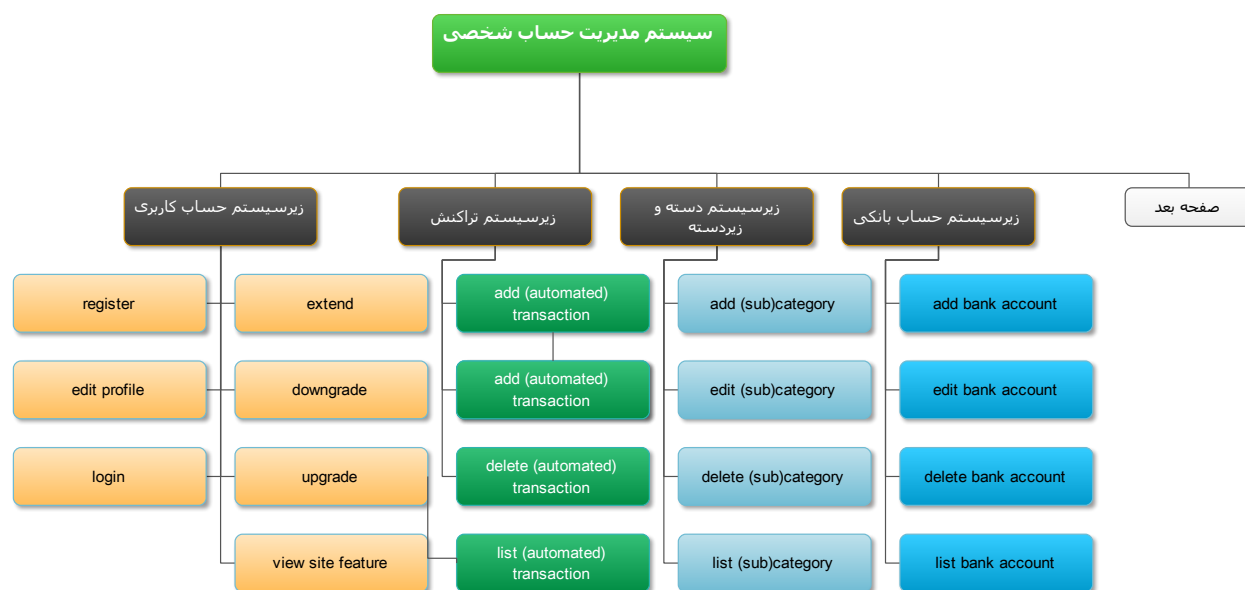 سیستم مدیریت حساب شخصی
زیرسیستم حساب کاربری
زیرسیستم تراکنش
زیرسیستم دسته و
زیردسته
زیرسیستم حساب بانکی
صفحه بعد
register
extend
add (automated)
transaction
add (sub)category
add bank account
edit profile
downgrade
add (automated)
transaction
edit (sub)category
edit bank account
login
upgrade
delete (automated)
transaction
delete (sub)category
delete bank account
view site feature
list (automated)
transaction
list (sub)category
list bank account